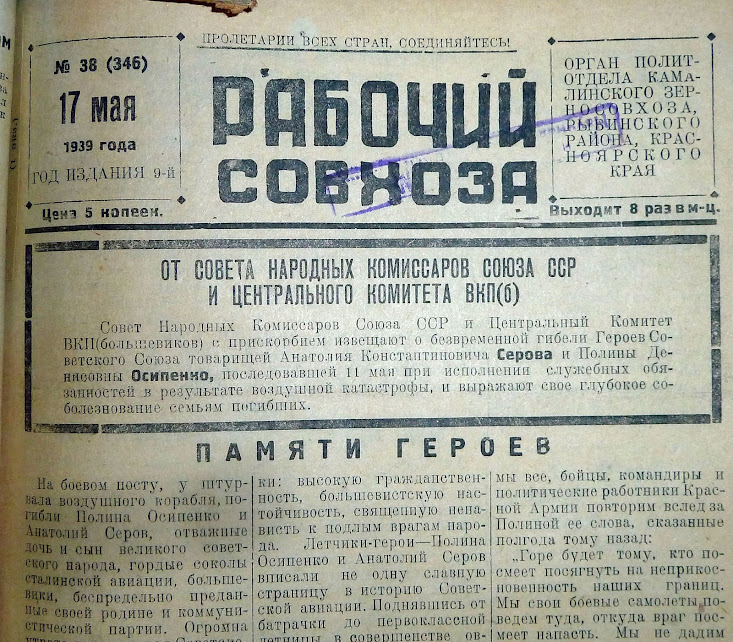 ПРОЛЕТАРИИ ВСЕХ СТРАН, СОЕДИНЯЙТЕСЬ!
№ 38 (346)
17 мая
1939 года
ГОД ИЗДАНИЯ 9-й
Цена 5 копеек.
РАБОЧИЙ
СОВХОЗА
ОРГАН ПОЛИТ-
ОТДЕЛА КАМА-
ЛИНСКОГО ЗЕР-
НОСОВХОЗА,
РЫБИНСКОГО
РАЙОНА, КРАС-
НОЯРСКОГО
КРАЯ
Выходит 8 раз в м-ц.
ОТ СОВЕТА НАРОДНЫХ КОМИССАРОВ СОЮЗА ССР
И ЦЕНТРАЛЬНОГО КОМИТЕТА ВКП(б)
Совет Народных Комиссаров Союза ССР и Центральный Комитет
ВКП(большевиков) с прискорбием извещают о безвременной гибели Героев Со-
ветского Союза товарищей Анатолия Константиновича Серова и Полины Де-
нисовны Осипенко, последовавшей 11 мая при исполнении служебных обя-
занностей в результате воздушной катастрофы, и выражают свое глубокое со-
болезнование семьям погибших.
ПАМЯТИ ГЕРОЕВ
На боевом посту, у штур-
вала воздушного корабля, по-
гибли Полина Осипенко и
Анатолий Серов, отважные
дочь и сын великого совет-
ского народа, гордые соколы
сталинской авиации, больше-
вики, беспредельно предан-
ные своей родине и коммуни-
стической партии. Огромна
ки: высокую гражданствен-
ность, большевистскую нас-
тойчивость, священную нена-
висть к подлым врагам наро-
да. Летчики-герои—Полина
Осипенко и Анатолий Серов
вписали не одну славную
страницу в историю Совет-
ской авиации. Поднявшись от
батрачки до первоклассной
летчицы в совершенстве ов-
мы все, бойцы, командиры и
политические работники Крас-
ной Армии повторим вслед за
Полиной ее слова, сказанные
полгода тому назад:
„Горе будет тому, кто по-
смеет посягнуть на неприкос-
новенность наших границ.
Мы свои боевые самолеты по-
ведем туда, откуда враг пос-
меет напасть. Мы не дадим